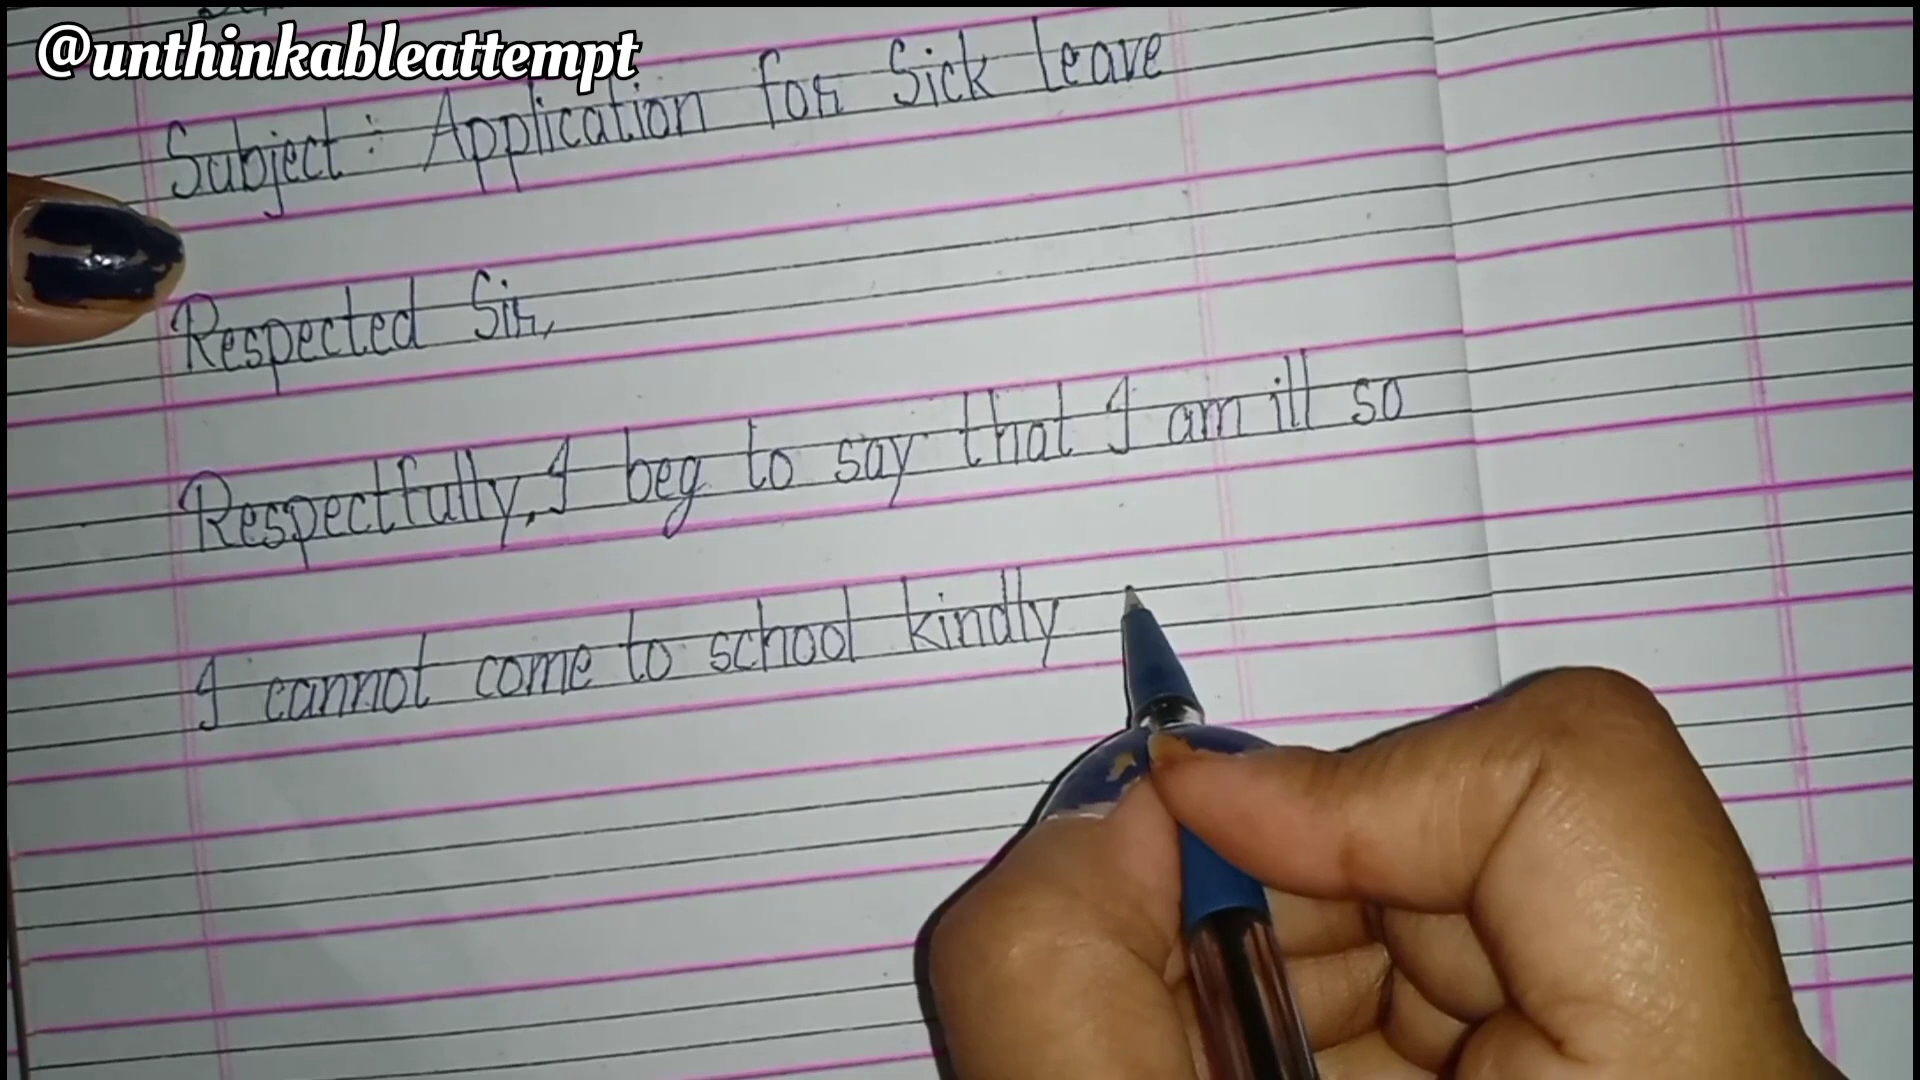 @unthinkableattempt
Subject: Application for Sick leave
Respected Sir,
Respectfully, I beg to say that I am ill so
I cannot come to school kindly